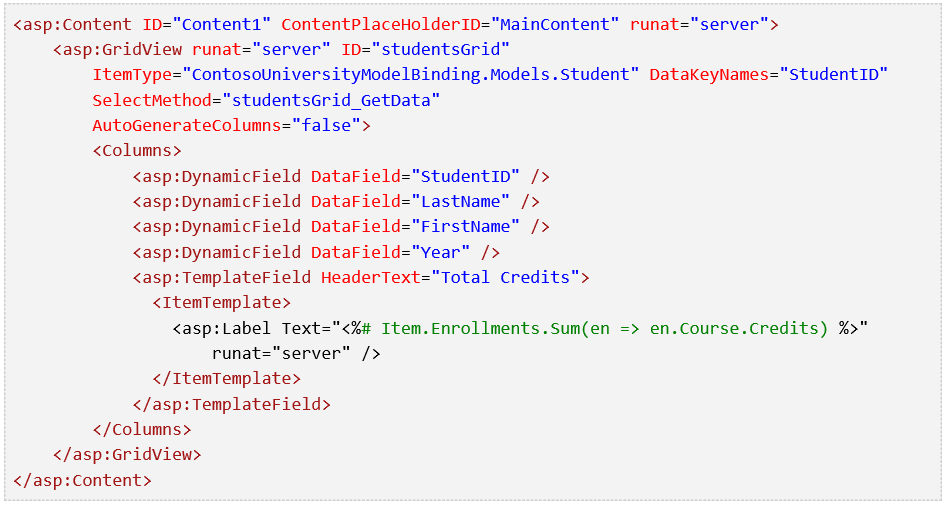 <asp:Content ID="Content1" ContentPlaceHolderID="MainContent" runat="server">
    <asp:GridView runat="server" ID="studentsGrid"
        ItemType="ContosoUniversityModelBinding.Models.Student" DataKeyNames="StudentID"
        SelectMethod="studentsGrid_GetData"
        AutoGenerateColumns="false">
        <Columns>
            <asp:DynamicField DataField="StudentID" />
            <asp:DynamicField DataField="LastName" />
            <asp:DynamicField DataField="FirstName" />
            <asp:DynamicField DataField="Year" />
            <asp:TemplateField HeaderText="Total Credits">
              <ItemTemplate>
                <asp:Label Text="<%# Item.Enrollments.Sum(en => en.Course.Credits) %>"
                    runat="server" />
              </ItemTemplate>
            </asp:TemplateField>
        </Columns>
    </asp:GridView>
</asp:Content>